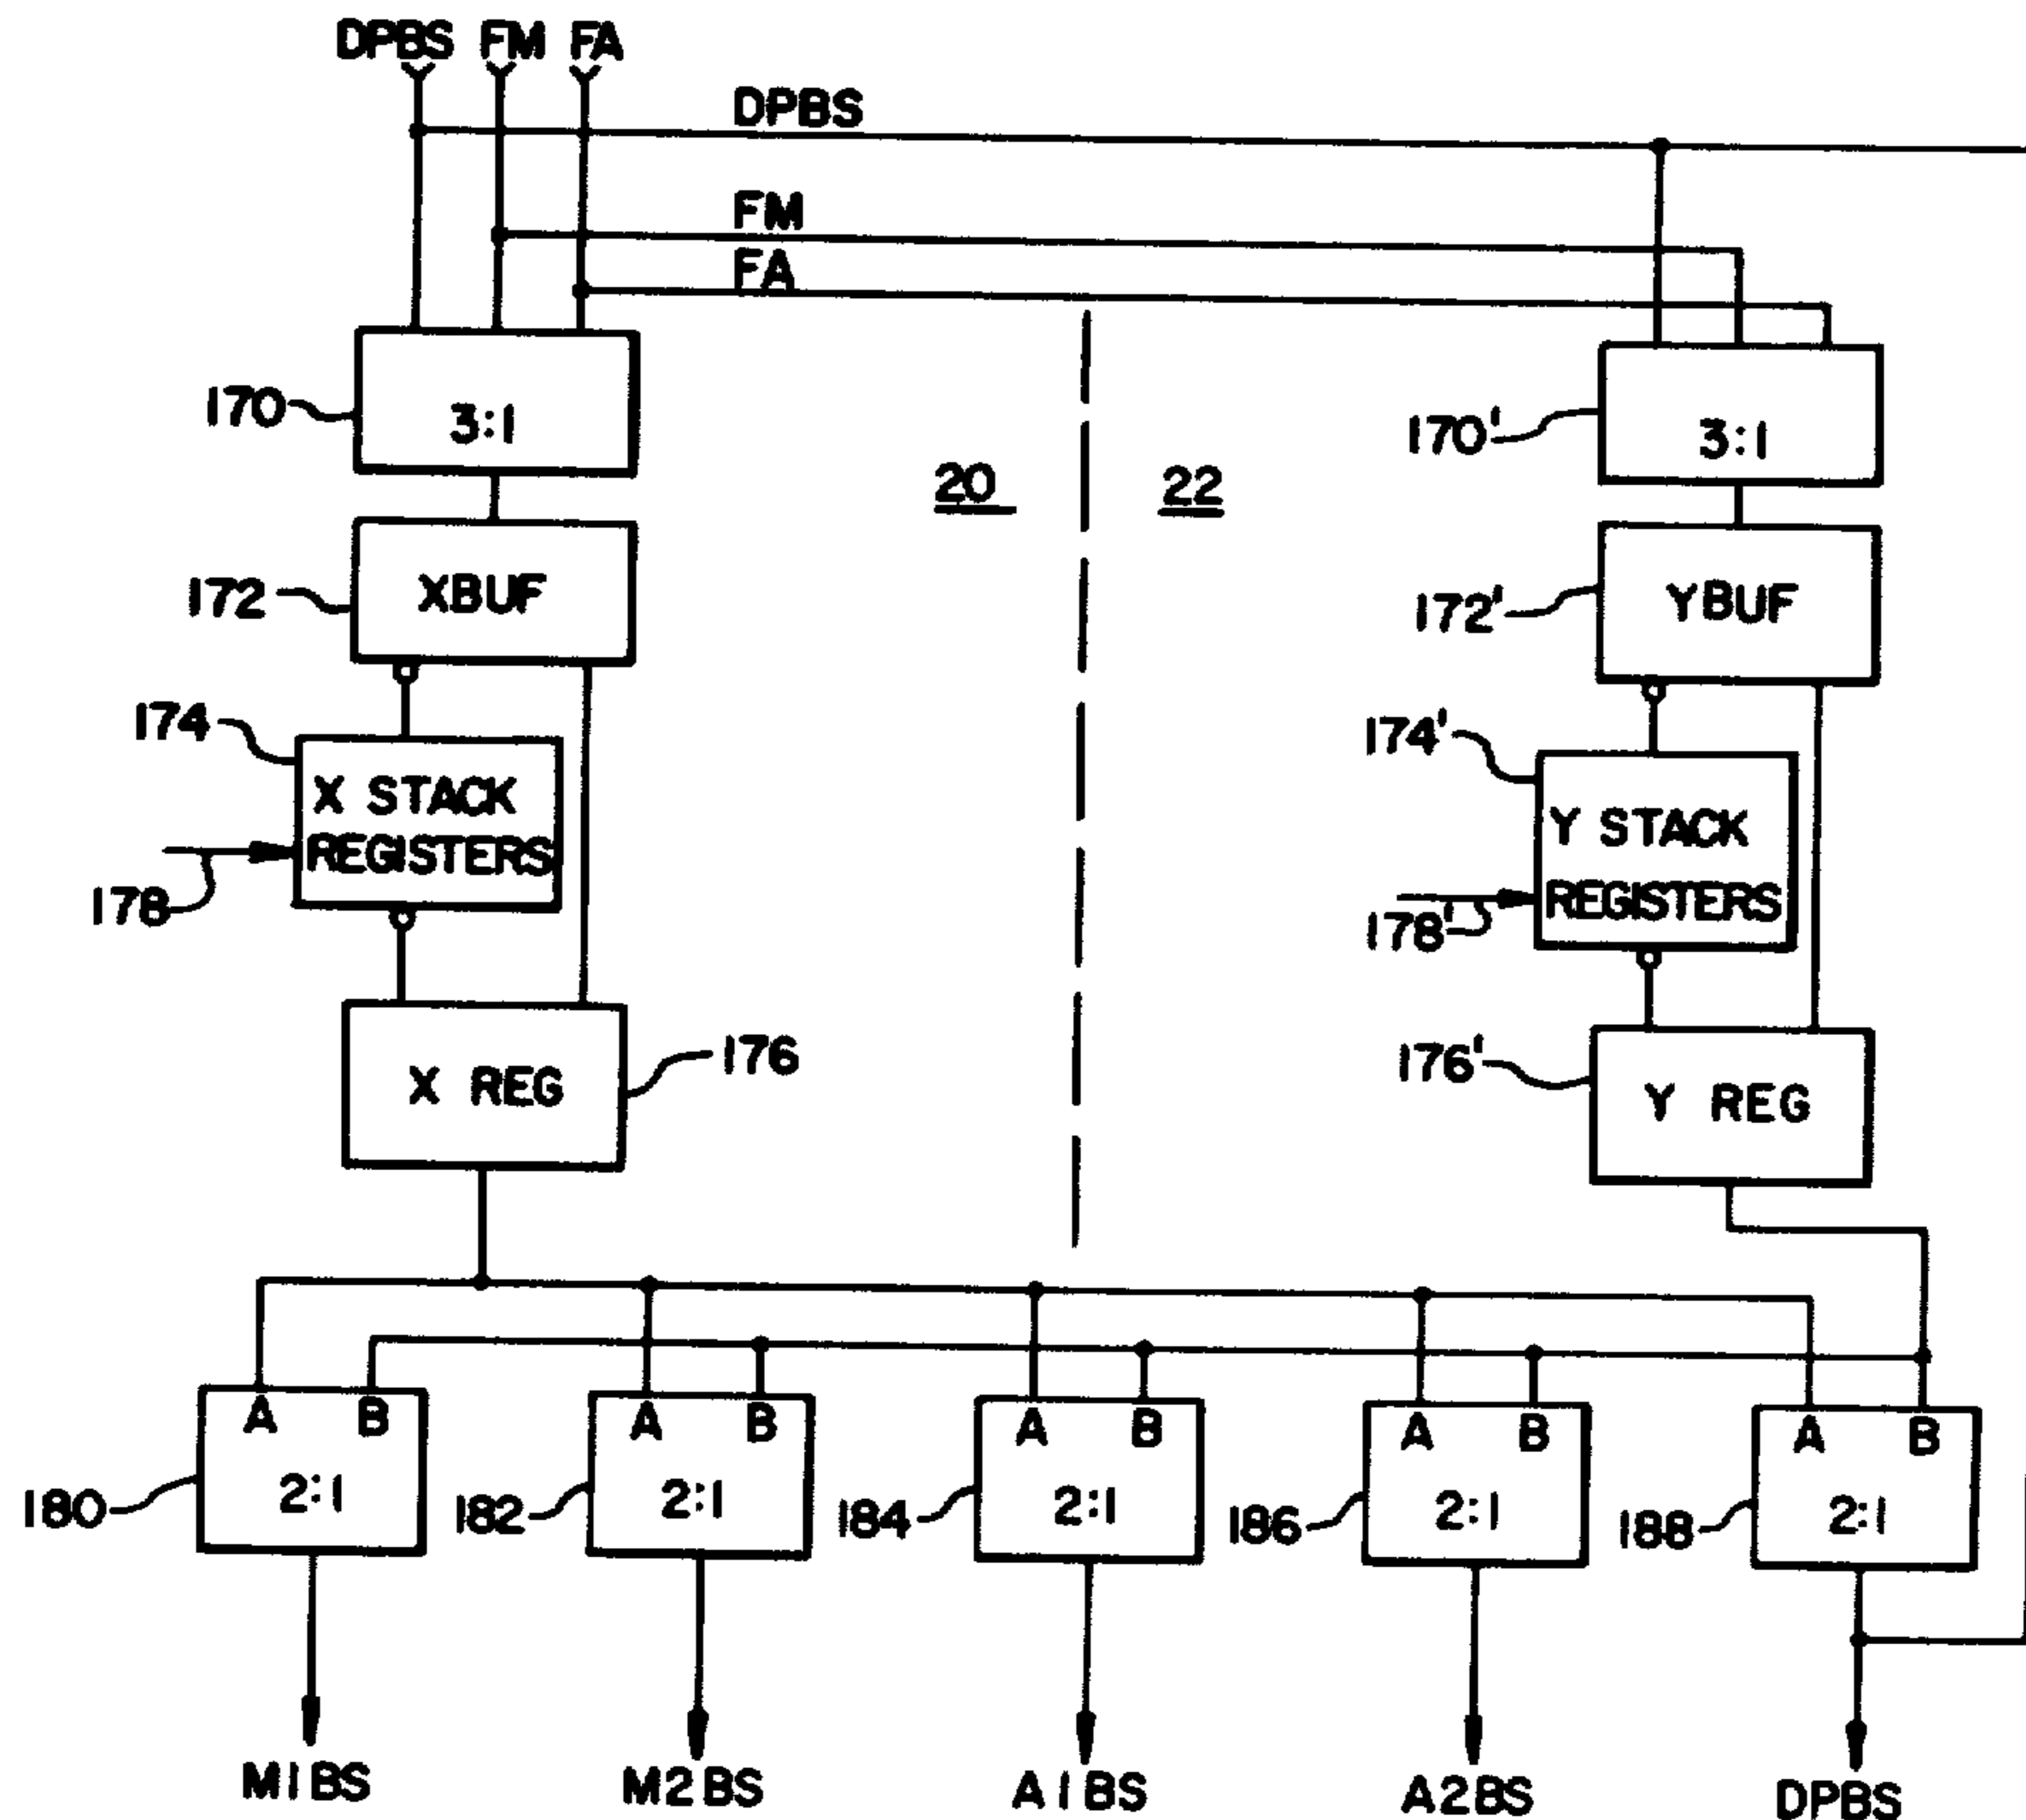 DPBS FM FA
DPBS
FM
FA
170
3:1
170'
3:1
20
22
172
XBUF
172'
YBUF
174
X STACK
REGISTERS
178
174'
Y STACK
REGISTERS
178'
X REG
176
176'
Y REG
A B
A B
A B
A B
A B
180
2:1
182
2:1
184
2:1
186
2:1
188
2:1
M1BS
M2BS
A1BS
A2BS
DPBS